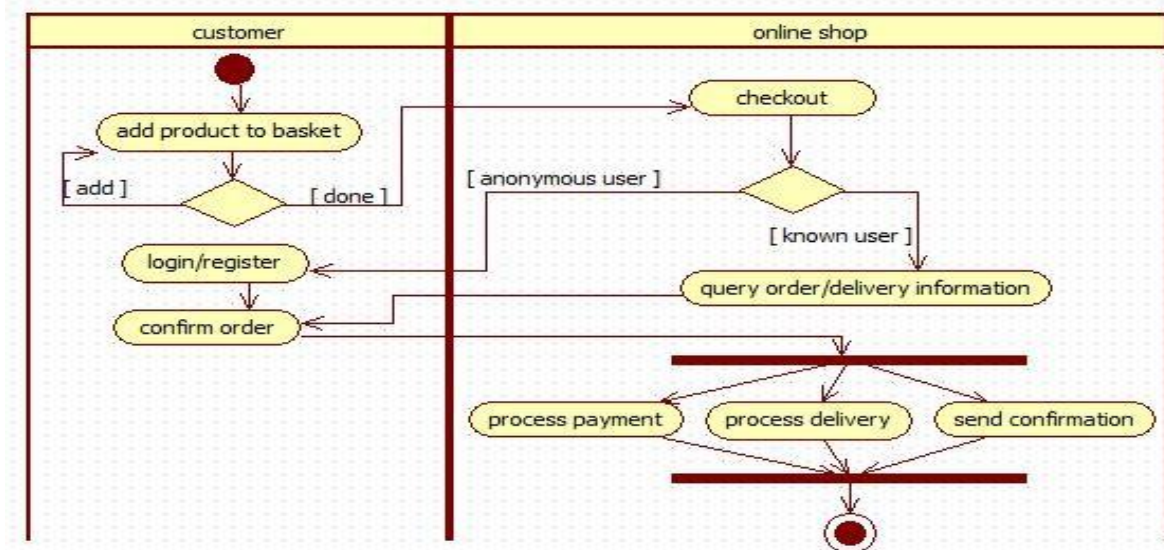 customer
online shop
checkout
add product to basket
[ add ]
[ done ]
[ anonymous user ]
[ known user ]
login/register
query order/delivery information
confirm order
process payment
process delivery
send confirmation